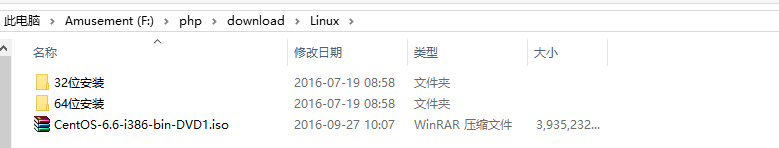 此电脑 > Amusement (F:) > php > download > Linux >
名称 修改日期 类型 大小
32位安装 2016-07-19 08:58 文件夹
64位安装 2016-07-19 08:58 文件夹
CentOS-6.6-i386-bin-DVD1.iso 2016-09-27 10:07 WinRAR 压缩文件 3,935,232...